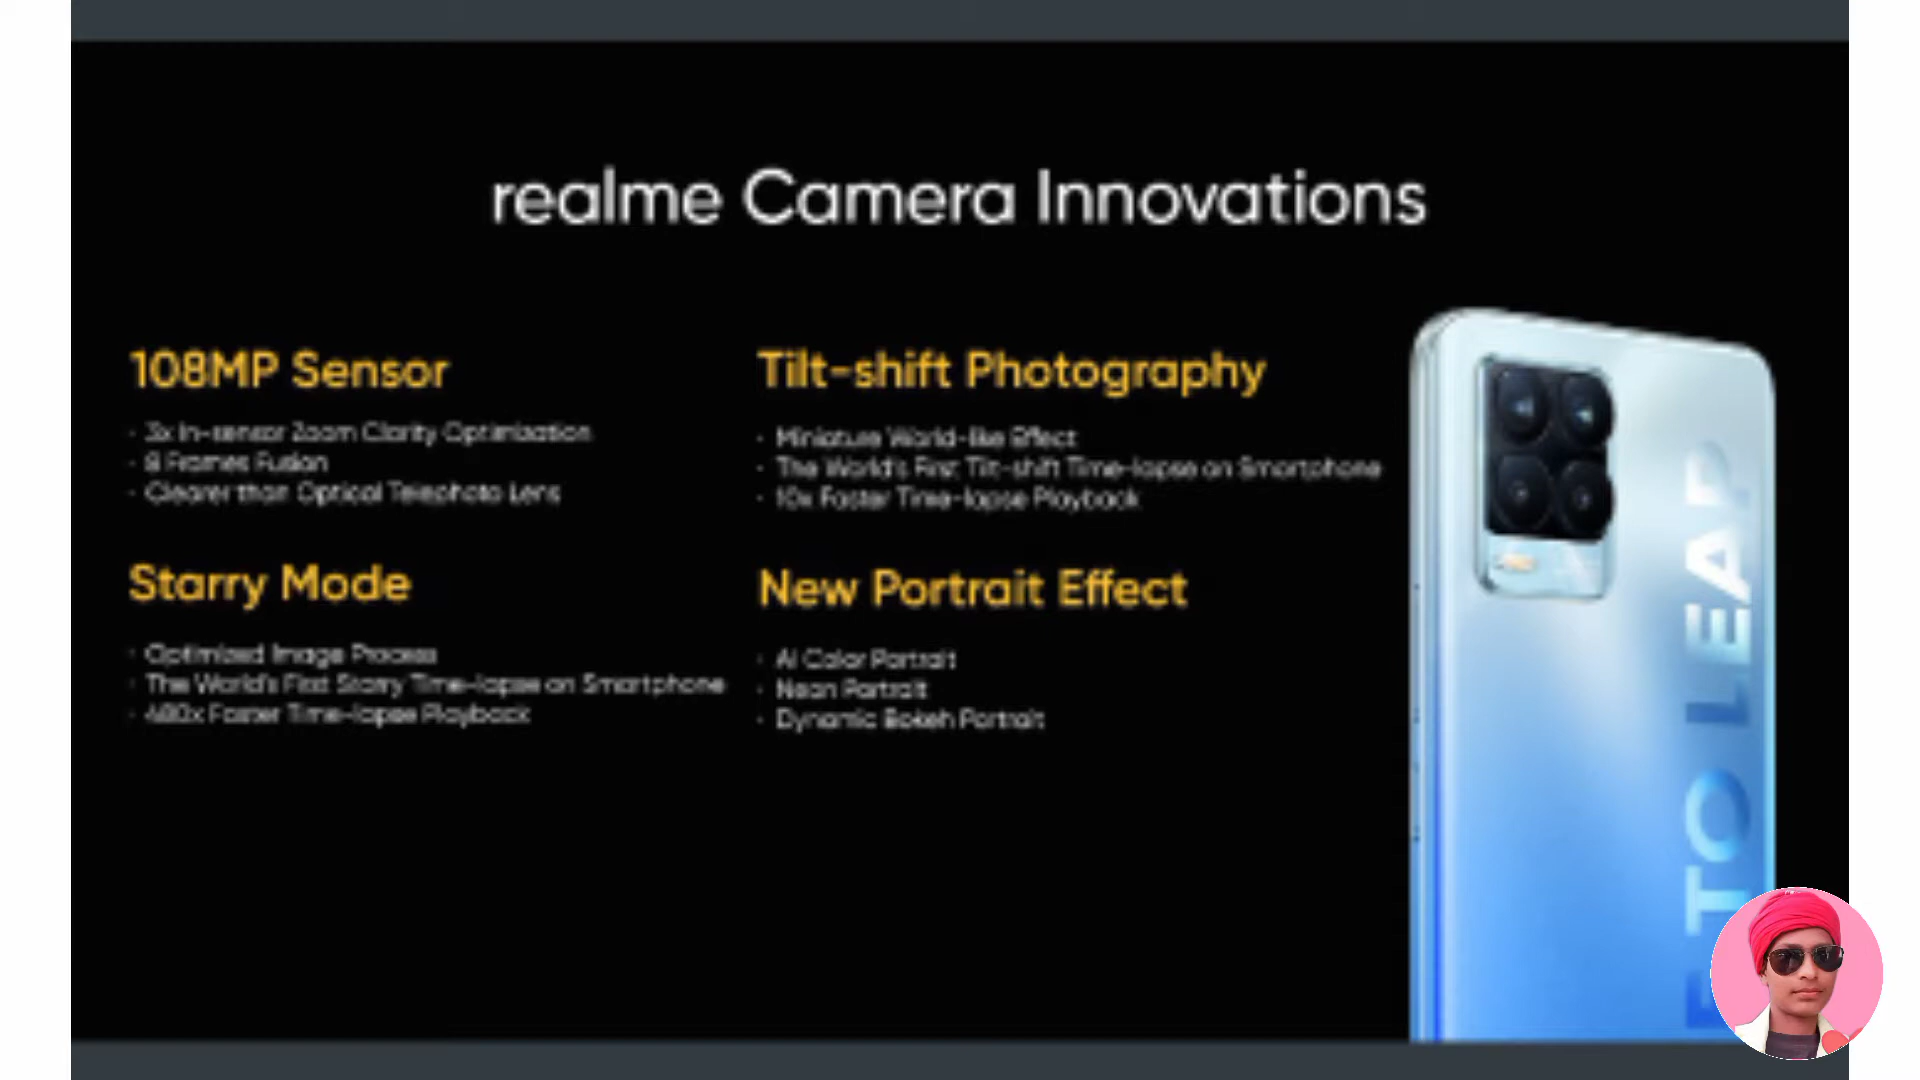 realme Camera Innovations
108MP Sensor
· 3x In-sensor Zoom Clarity Optimization
· 8 Frames Fusion
· Clearer than Optical Telephoto Lens
Starry Mode
· Optimized Image Process
· The World's First Starry Time-lapse on Smartphone
· 480x Faster Time-lapse Playback
Tilt-shift Photography
· Miniature World-like Effect
· The World's First Tilt-shift Time-lapse on Smartphone
· 10x Faster Time-lapse Playback
New Portrait Effect
· AI Color Portrait
· Neon Portrait
· Dynamic Bokeh Portrait
E TO LEAP